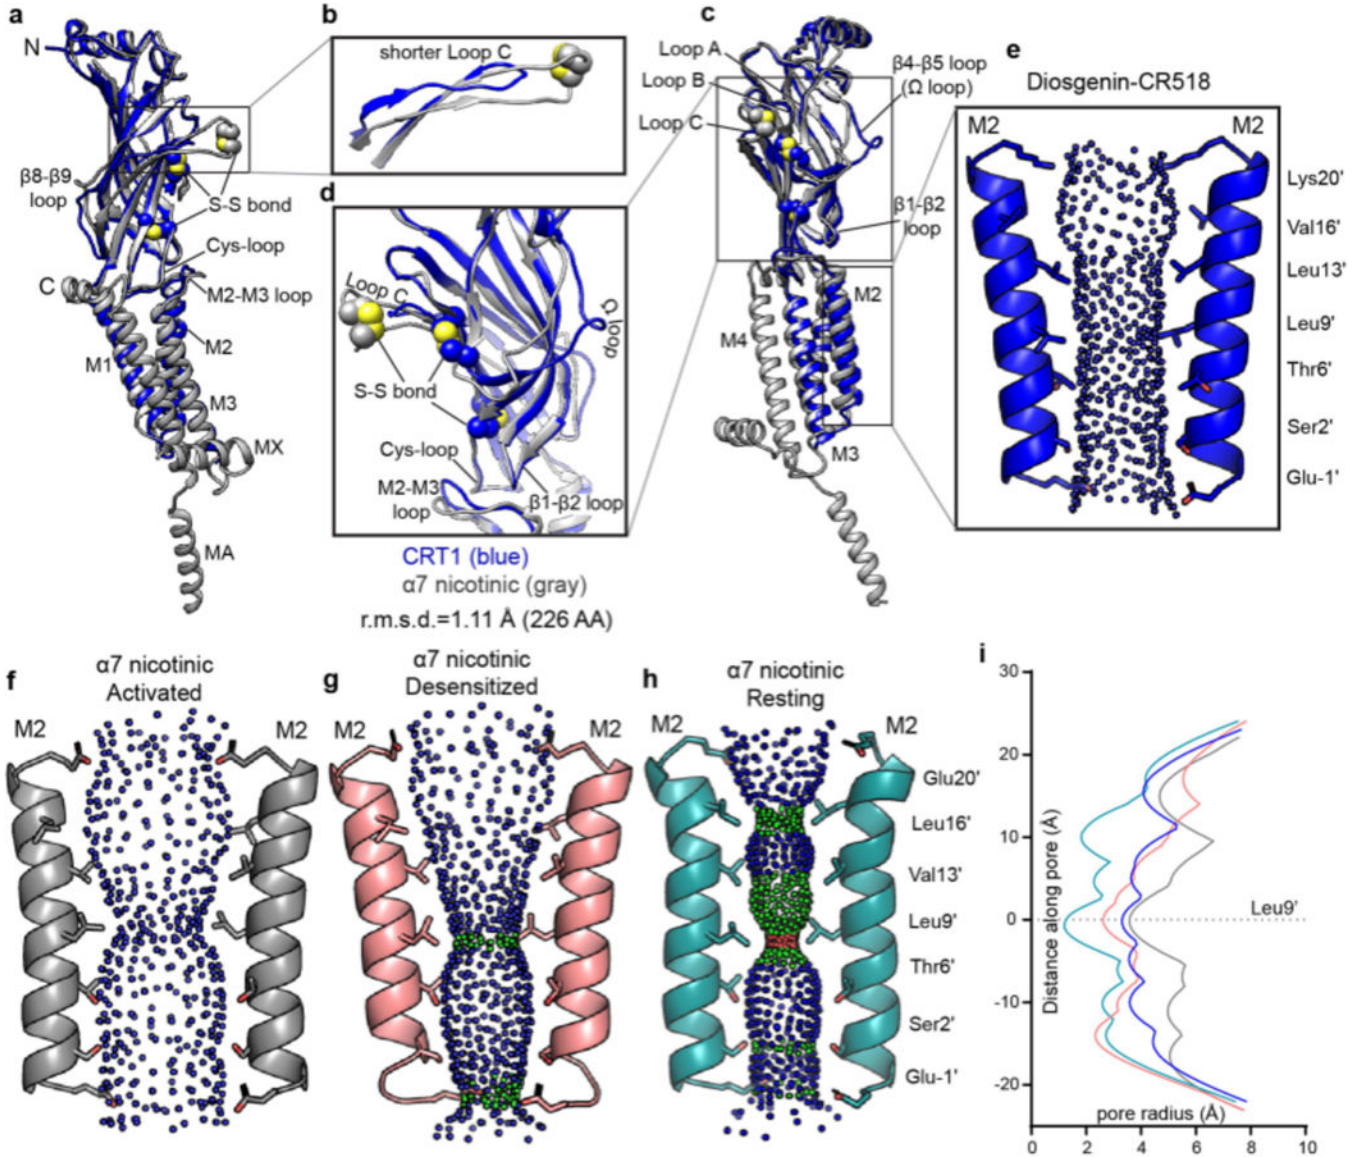 a
N
β8-β9
loop
S-S bond
Cys-loop
C
M2-M3 loop
M2
M1
M3
MX
MA
b
shorter Loop C
d
Loop C
Ω loop
S-S bond
Cys-loop
M2-M3
loop
β1-β2 loop
CRT1 (blue)
α7 nicotinic (gray)
r.m.s.d.=1.11 Å (226 AA)
c
Loop A
Loop B
Loop C
β4-β5 loop
(Ω loop)
β1-β2
loop
M2
M4
M3
e
Diosgenin-CR518
M2
M2
Lys20'
Val16'
Leu13'
Leu9'
Thr6'
Ser2'
Glu-1'
f
α7 nicotinic
Activated
M2
M2
g
α7 nicotinic
Desensitized
M2
M2
h
α7 nicotinic
Resting
M2
M2
Glu20'
Leu16'
Val13'
Leu9'
Thr6'
Ser2'
Glu-1'
i
30
20
10
0
-10
-20
Distance along pore (Å)
Leu9'
pore radius (Å)
0 2 4 6 8 10